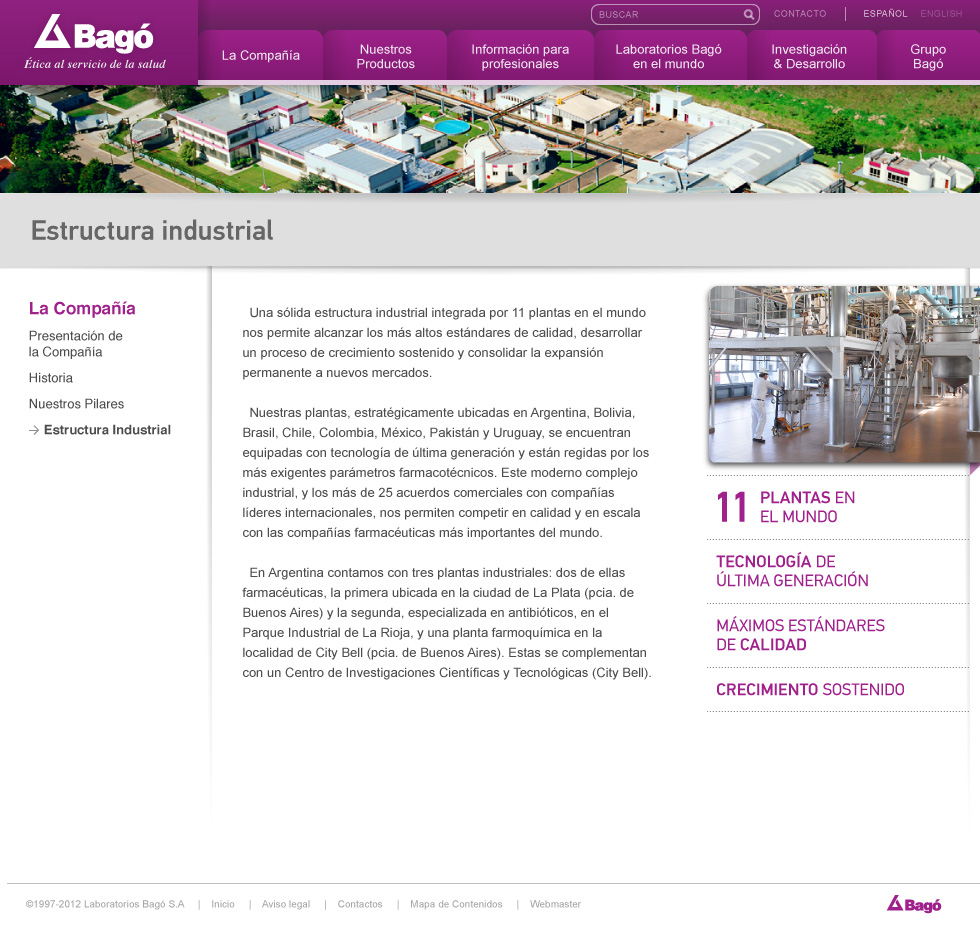 BUSCAR
CONTACTO
ESPAÑOL
ENGLISH
Bagó
Ética al servicio de la salud
La Compañía
Nuestros
Productos
Información para
profesionales
Laboratorios Bagó
en el mundo
Investigación
& Desarrollo
Grupo
Bagó
Estructura industrial
La Compañía
Presentación de
la Compañia
Historia
Nuestros Pilares
Estructura Industrial
Una sólida estructura industrial integrada por 11 plantas en el mundo
nos permite alcanzar los más altos estándares de calidad, desarrollar
un proceso de crecimiento sostenido y consolidar la expansión
permanente a nuevos mercados.
Nuestras plantas, estratégicamente ubicadas en Argentina, Bolivia,
Brasil, Chile, Colombia, México, Pakistán y Uruguay, se encuentran
equipadas con tecnología de última generación y están regidas por los
más exigentes parámetros farmacotécnicos. Este moderno complejo
industrial, y los más de 25 acuerdos comerciales con compañías
líderes internacionales, nos permiten competir en calidad y en escala
con las compañías farmacéuticas más importantes del mundo.
En Argentina contamos con tres plantas industriales: dos de ellas
farmacéuticas, la primera ubicada en la ciudad de La Plata (pcia. de
Buenos Aires) y la segunda, especializada en antibióticos, en el
Parque Industrial de La Rioja, y una planta farmoquímica en la
localidad de City Bell (pcia. de Buenos Aires). Estas se complementan
con un Centro de Investigaciones Científicas y Tecnológicas (City Bell).
11 PLANTAS EN
EL MUNDO
TECNOLOGÍA DE
ÚLTIMA GENERACIÓN
MÁXIMOS ESTÁNDARES
DE CALIDAD
CRECIMIENTO SOSTENIDO
©1997-2012 Laboratorios Bagó S.A | Inicio | Aviso legal | Contactos | Mapa de Contenidos | Webmaster
Bagó